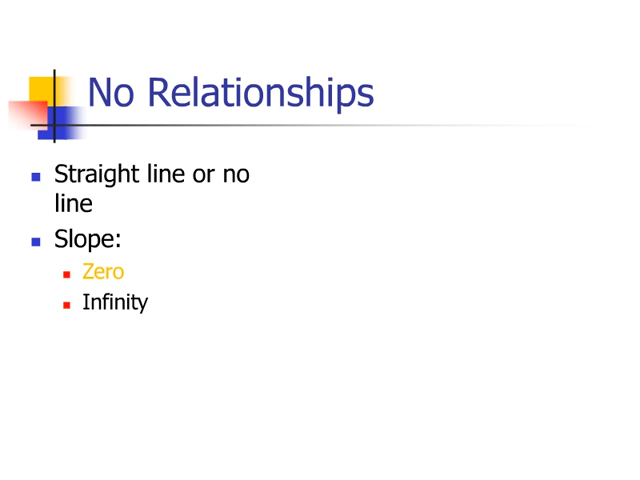 No Relationships
Straight line or no
line
Slope:
Zero
Infinity